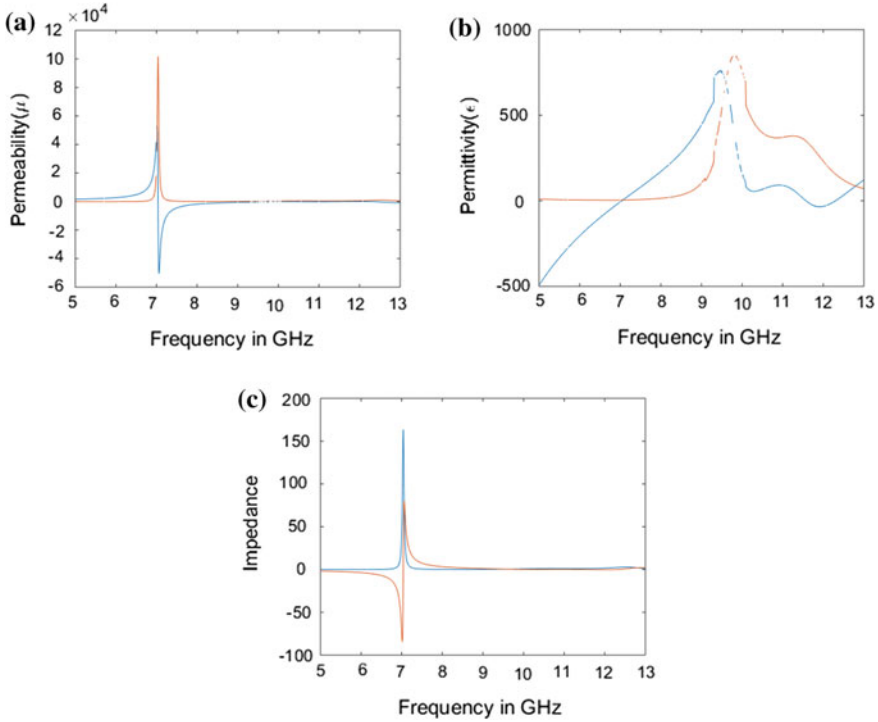 (a)
×10⁴
12
10
8
6
4
2
0
-2
-4
-6
Permeability(μ)
5 6 7 8 9 10 11 12 13
Frequency in GHz
(b)
1000
500
0
-500
Permittivity(ϵ)
5 6 7 8 9 10 11 12 13
Frequency in GHz
(c)
200
150
100
50
0
-50
-100
Impedance
5 6 7 8 9 10 11 12 13
Frequency in GHz